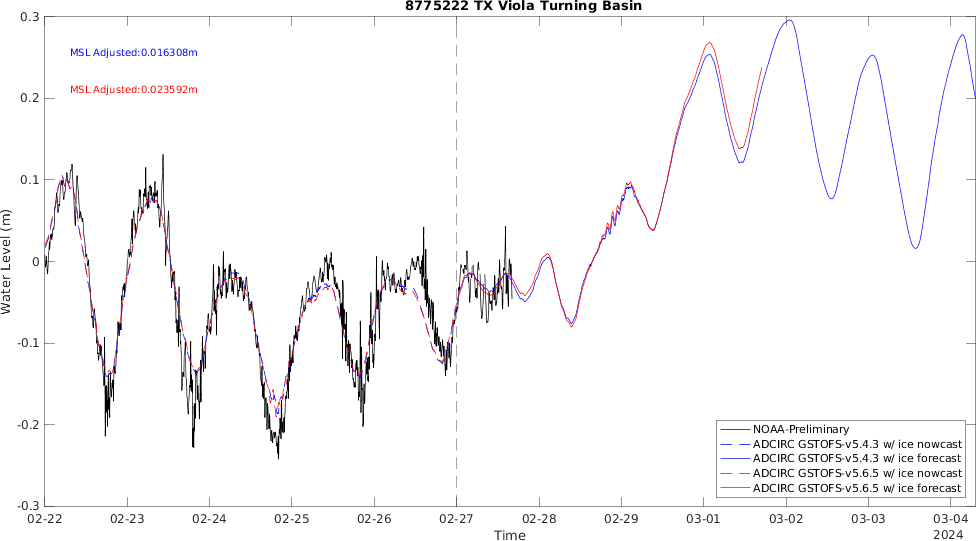 8775222 TX Viola Turning Basin
MSL Adjusted:0.016308m
MSL Adjusted:0.023592m
Water Level (m)
0.3
0.2
0.1
0
-0.1
-0.2
-0.3
NOAA-Preliminary
ADCIRC GSTOFS-v5.4.3 w/ ice nowcast
ADCIRC GSTOFS-v5.4.3 w/ ice forecast
ADCIRC GSTOFS-v5.6.5 w/ ice nowcast
ADCIRC GSTOFS-v5.6.5 w/ ice forecast
02-22 02-23 02-24 02-25 02-26 02-27 02-28 02-29 03-01 03-02 03-03 03-04
Time
2024